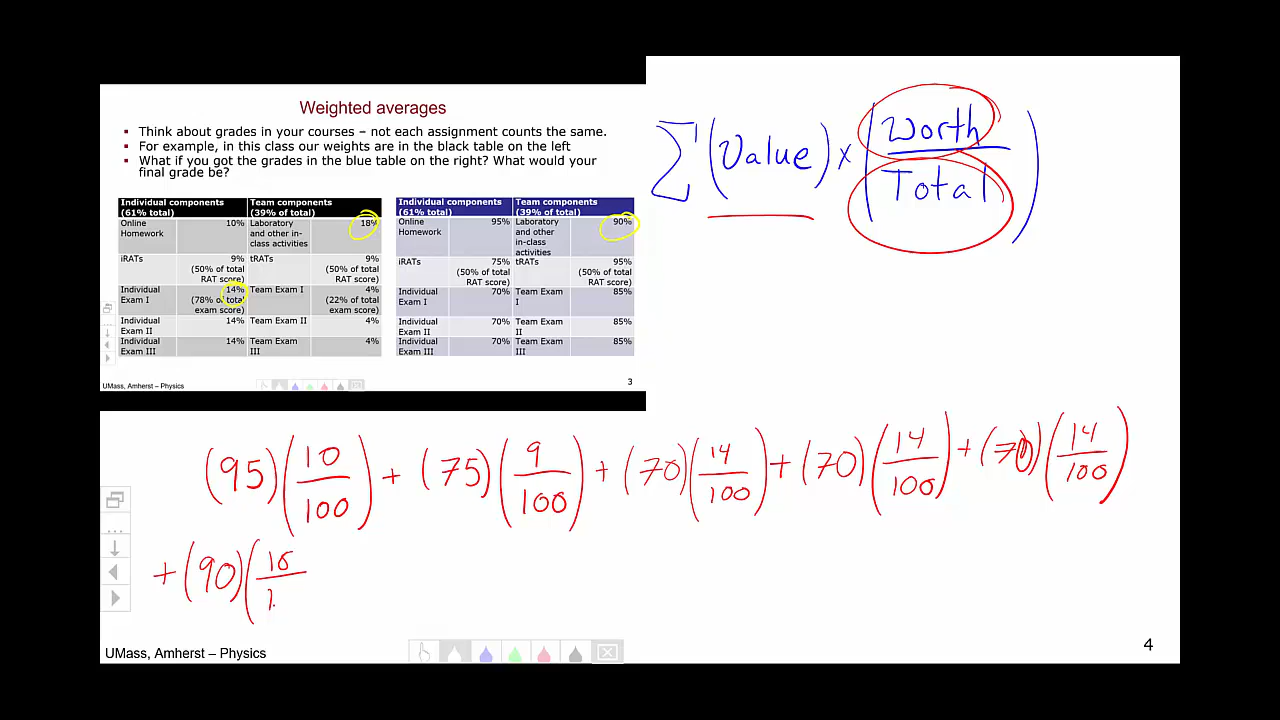 Weighted averages
▪ Think about grades in your courses – not each assignment counts the same.
▪ For example, in this class our weights are in the black table on the left
▪ What if you got the grades in the blue table on the right? What would your
final grade be?
Individual components (61% total) Team components (39% of total)
Online Homework 10% Laboratory and other in-class activities 18%
iRATs 9% (50% of total RAT score) tRATs 9% (50% of total RAT score)
Individual Exam I 14% (78% of total exam score) Team Exam I 4% (22% of total exam score)
Individual Exam II 14% Team Exam II 4%
Individual Exam III 14% Team Exam III 4%
Individual components (61% total) Team components (39% of total)
Online Homework 95% Laboratory and other in-class activities 90%
iRATs 75% (50% of total RAT score) tRATs 95% (50% of total RAT score)
Individual Exam I 70% Team Exam I 85%
Individual Exam II 70% Team Exam II 85%
Individual Exam III 70% Team Exam III 85%
UMass, Amherst – Physics 3
∑(Value) × (Worth / Total)
(95)(10/100) + (75)(9/100) + (70)(14/100) + (70)(14/100) + (70)(14/100)
+ (90)(18/1
UMass, Amherst – Physics 4